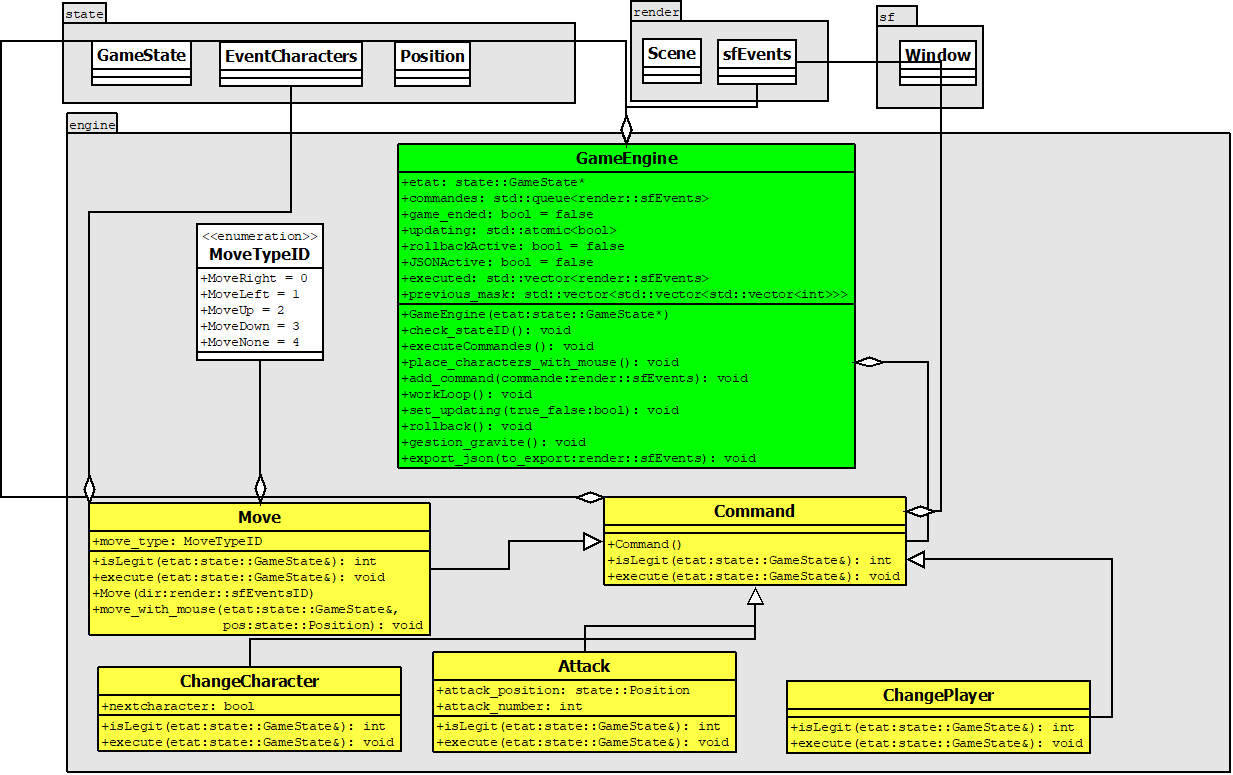 state
GameState
EventCharacters
Position
render
Scene
sfEvents
sf
Window
engine
GameEngine
+etat: state::GameState*
+commandes: std::queue<render::sfEvents>
+game_ended: bool = false
+updating: std::atomic<bool>
+rollbackActive: bool = false
+JSONActive: bool = false
+executed: std::vector<render::sfEvents>
+previous_mask: std::vector<std::vector<std::vector<int>>>
+GameEngine(etat:state::GameState*)
+check_stateID(): void
+executeCommandes(): void
+place_characters_with_mouse(): void
+add_command(commande:render::sfEvents): void
+workLoop(): void
+set_updating(true_false:bool): void
+rollback(): void
+gestion_gravite(): void
+export_json(to_export:render::sfEvents): void
<<enumeration>>
MoveTypeID
+MoveRight = 0
+MoveLeft = 1
+MoveUp = 2
+MoveDown = 3
+MoveNone = 4
Move
+move_type: MoveTypeID
+isLegit(etat:state::GameState&): int
+execute(etat:state::GameState&): void
+Move(dir:render::sfEventsID)
+move_with_mouse(etat:state::GameState&,
pos:state::Position): void
Command
+Command()
+isLegit(etat:state::GameState&): int
+execute(etat:state::GameState&): void
ChangeCharacter
+nextcharacter: bool
+isLegit(etat:state::GameState&): int
+execute(etat:state::GameState&): void
Attack
+attack_position: state::Position
+attack_number: int
+isLegit(etat:state::GameState&): int
+execute(etat:state::GameState&): void
ChangePlayer
+isLegit(etat:state::GameState&): int
+execute(etat:state::GameState&): void